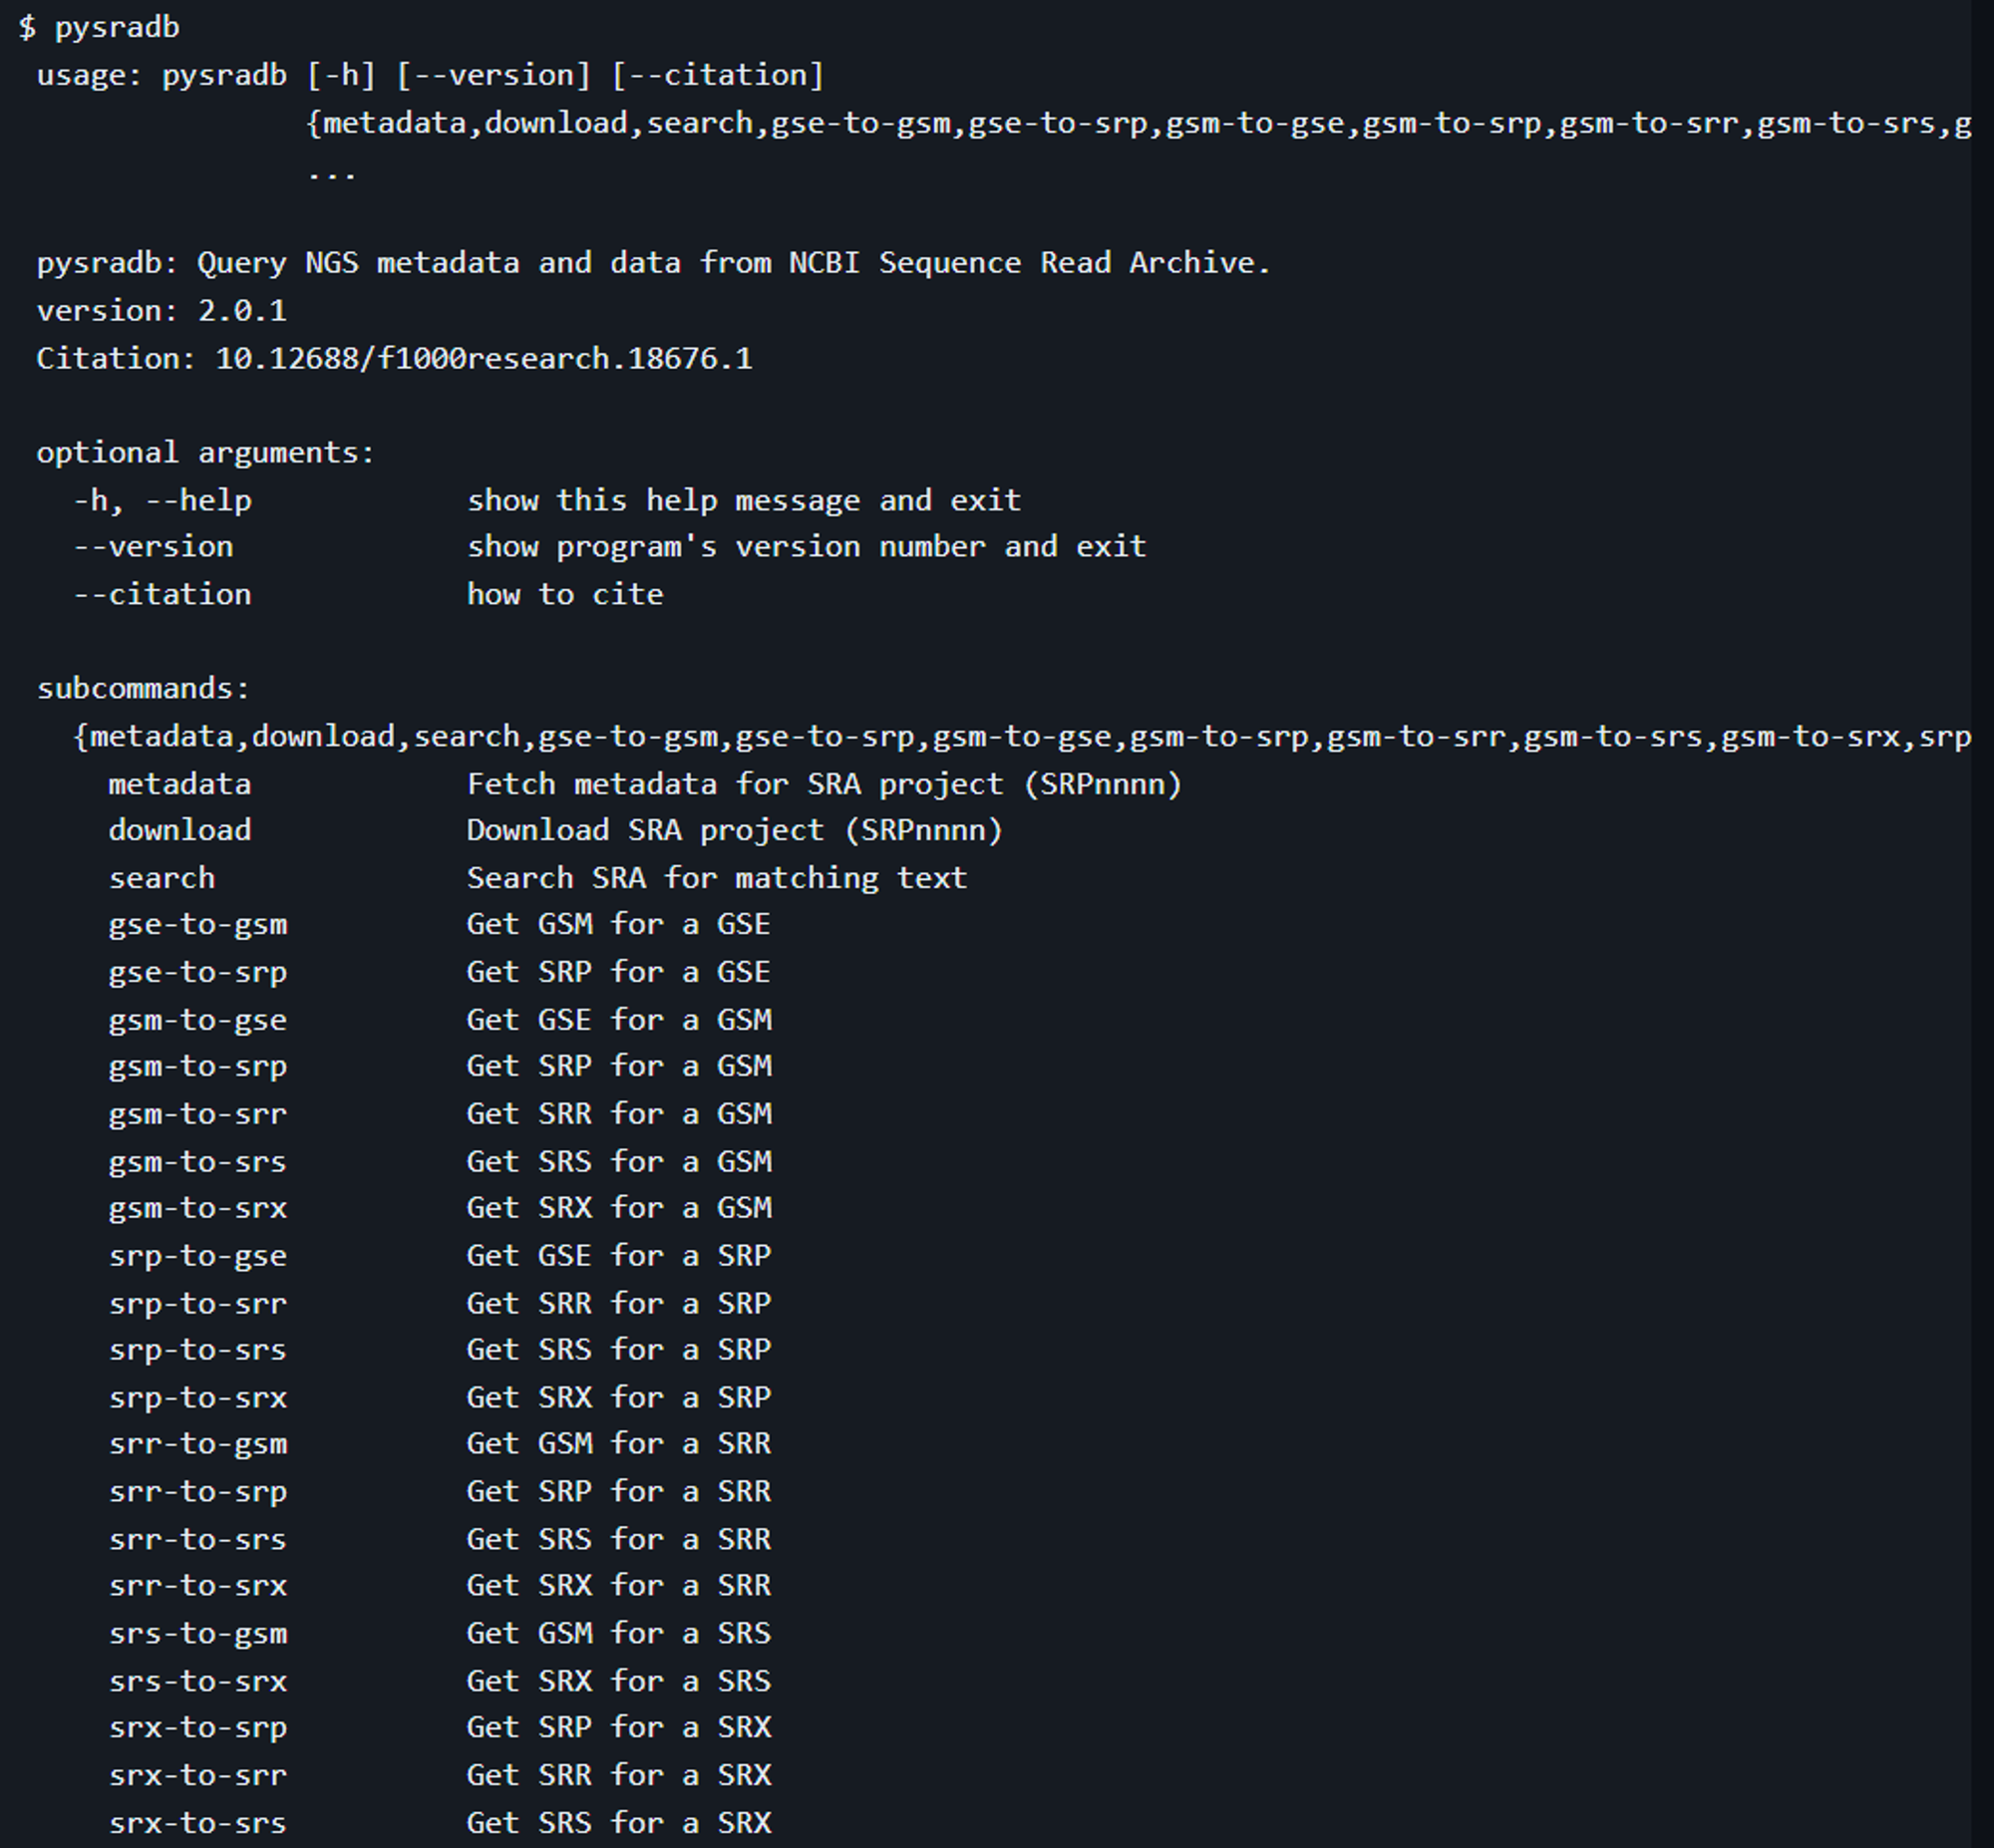 $ pysradb
usage: pysradb [-h] [--version] [--citation]
{metadata,download,search,gse-to-gsm,gse-to-srp,gsm-to-gse,gsm-to-srp,gsm-to-srr,gsm-to-srs,g
...
pysradb: Query NGS metadata and data from NCBI Sequence Read Archive.
version: 2.0.1
Citation: 10.12688/f1000research.18676.1
optional arguments:
-h, --help show this help message and exit
--version show program's version number and exit
--citation how to cite
subcommands:
{metadata,download,search,gse-to-gsm,gse-to-srp,gsm-to-gse,gsm-to-srp,gsm-to-srr,gsm-to-srs,gsm-to-srx,srp
metadata Fetch metadata for SRA project (SRPnnnn)
download Download SRA project (SRPnnnn)
search Search SRA for matching text
gse-to-gsm Get GSM for a GSE
gse-to-srp Get SRP for a GSE
gsm-to-gse Get GSE for a GSM
gsm-to-srp Get SRP for a GSM
gsm-to-srr Get SRR for a GSM
gsm-to-srs Get SRS for a GSM
gsm-to-srx Get SRX for a GSM
srp-to-gse Get GSE for a SRP
srp-to-srr Get SRR for a SRP
srp-to-srs Get SRS for a SRP
srp-to-srx Get SRX for a SRP
srr-to-gsm Get GSM for a SRR
srr-to-srp Get SRP for a SRR
srr-to-srs Get SRS for a SRR
srr-to-srx Get SRX for a SRR
srs-to-gsm Get GSM for a SRS
srs-to-srx Get SRX for a SRS
srx-to-srp Get SRP for a SRX
srx-to-srr Get SRR for a SRX
srx-to-srs Get SRS for a SRX